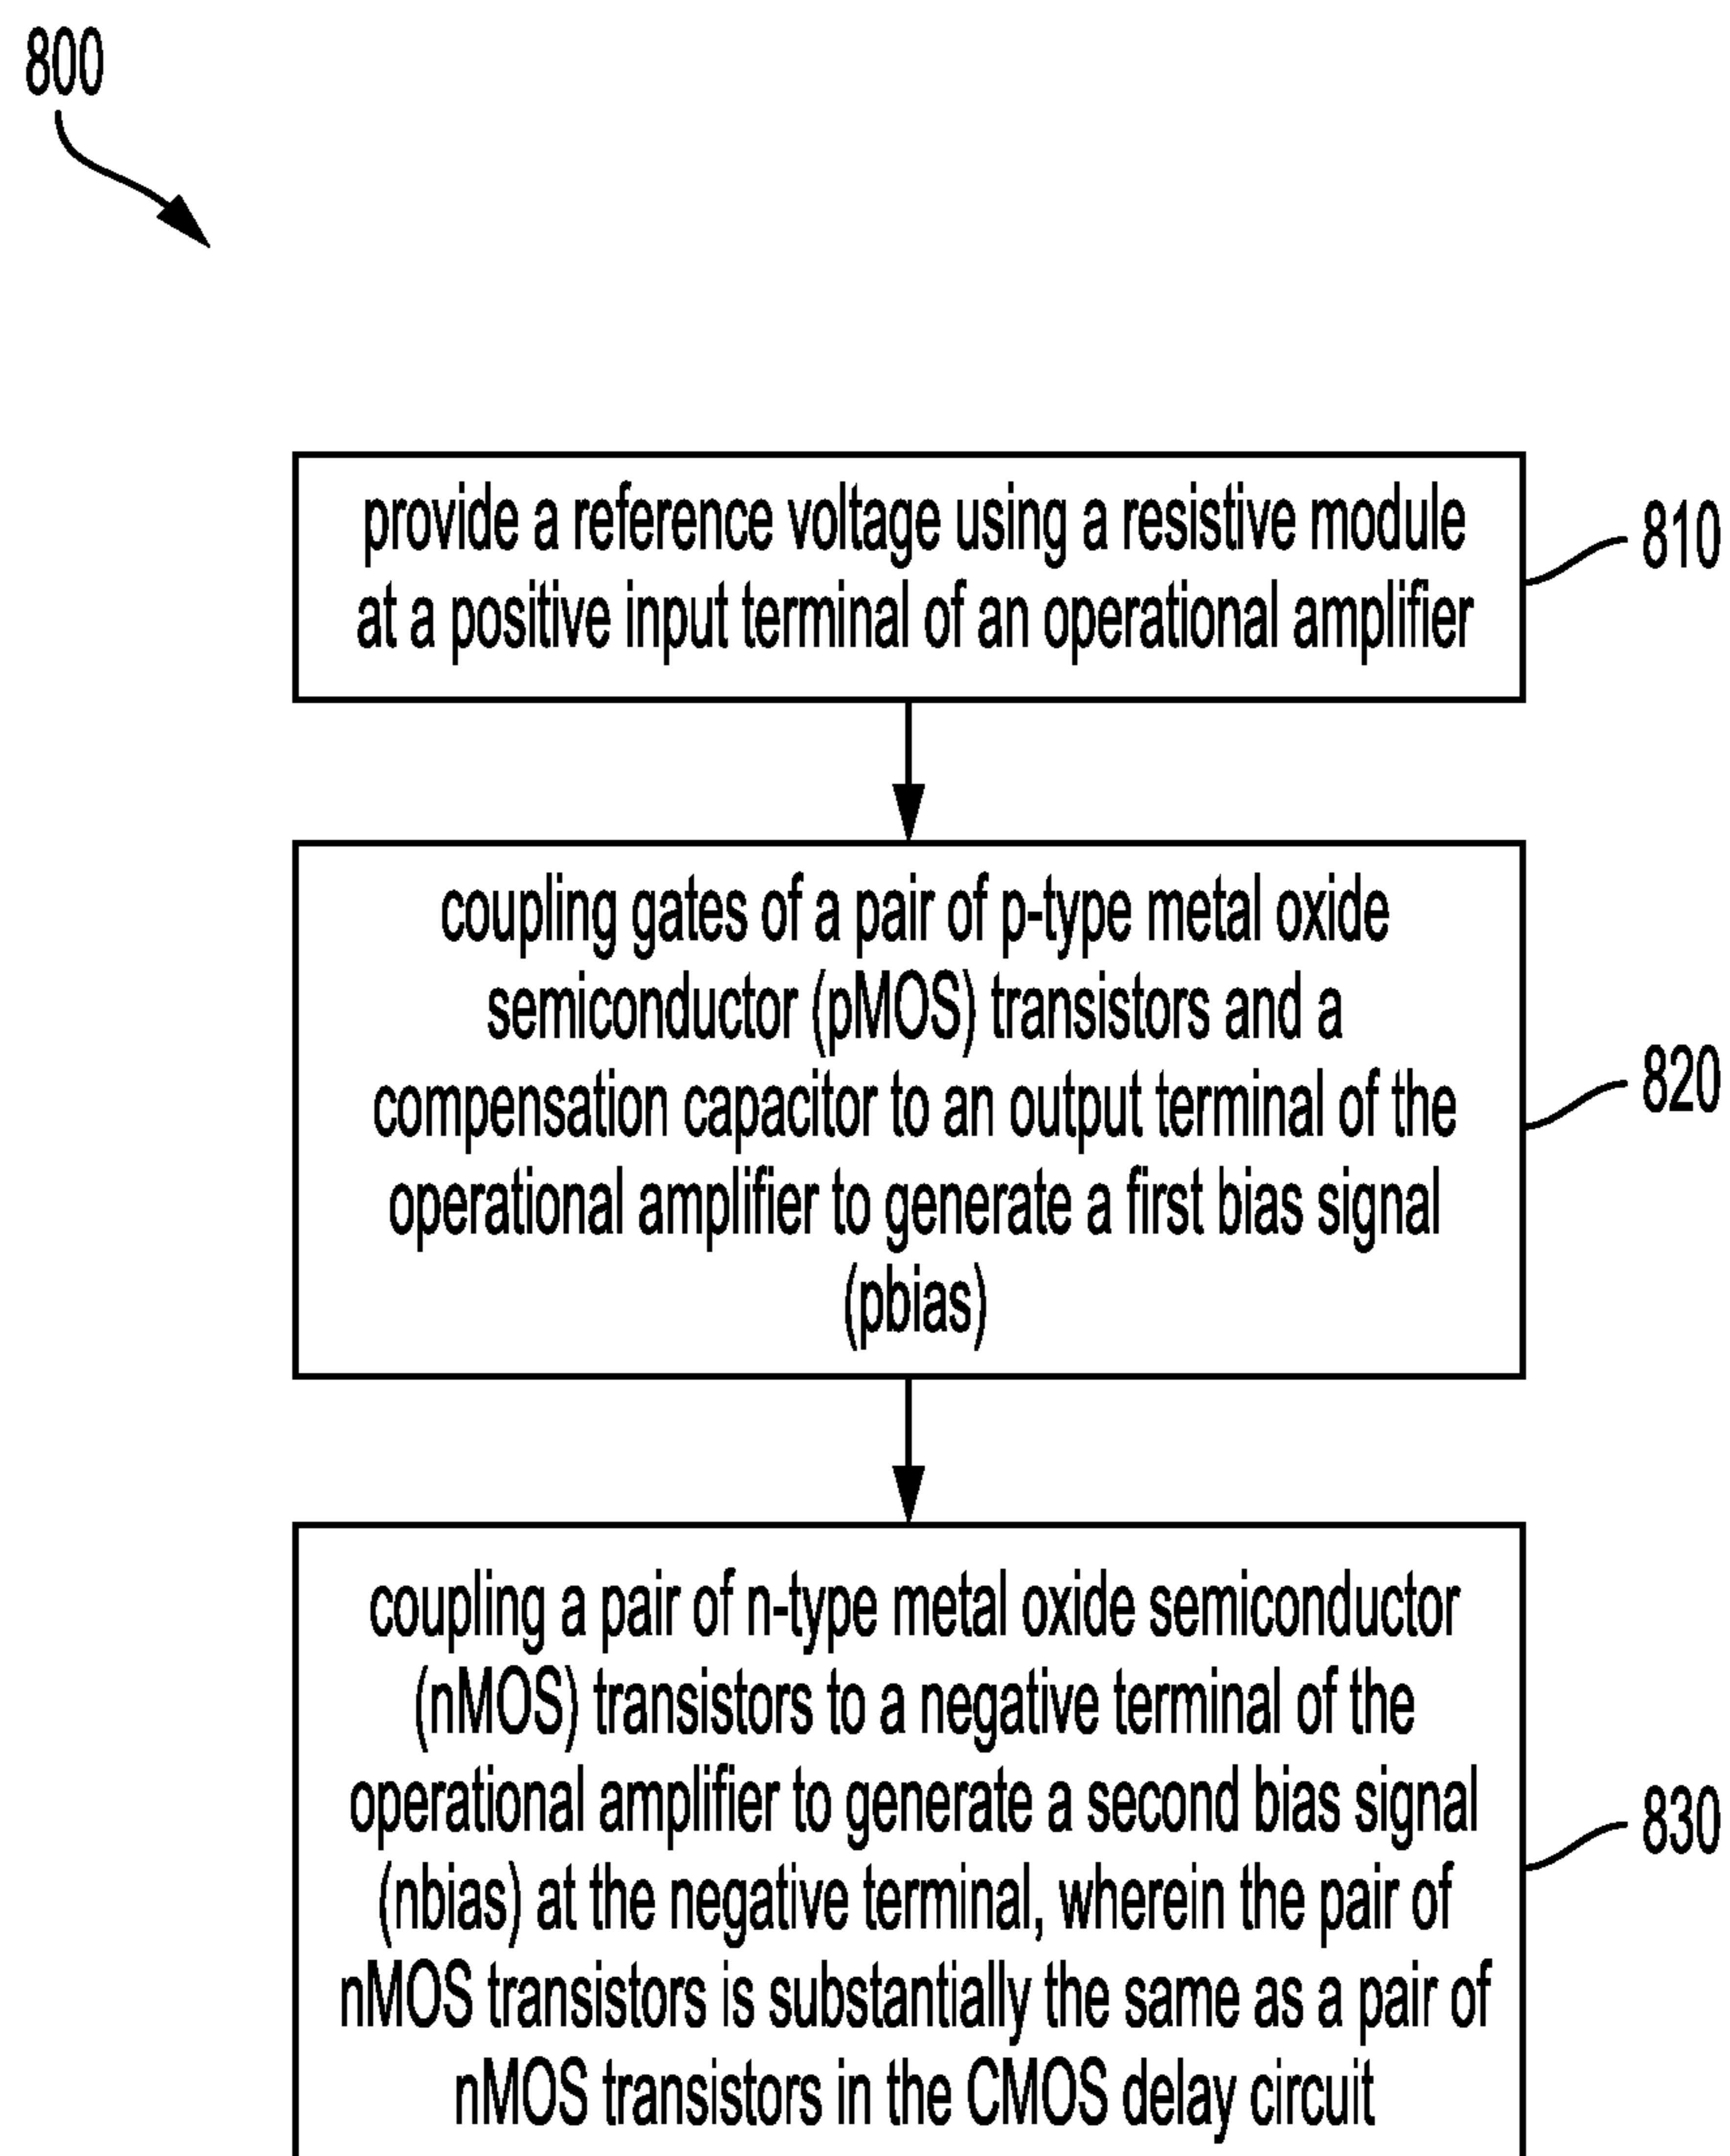 800
provide a reference voltage using a resistive module
at a positive input terminal of an operational amplifier
810
coupling gates of a pair of p-type metal oxide
semiconductor (pMOS) transistors and a
compensation capacitor to an output terminal of the
operational amplifier to generate a first bias signal
(pbias)
820
coupling a pair of n-type metal oxide semiconductor
(nMOS) transistors to a negative terminal of the
operational amplifier to generate a second bias signal
(nbias) at the negative terminal, wherein the pair of
nMOS transistors is substantially the same as a pair of
nMOS transistors in the CMOS delay circuit
830